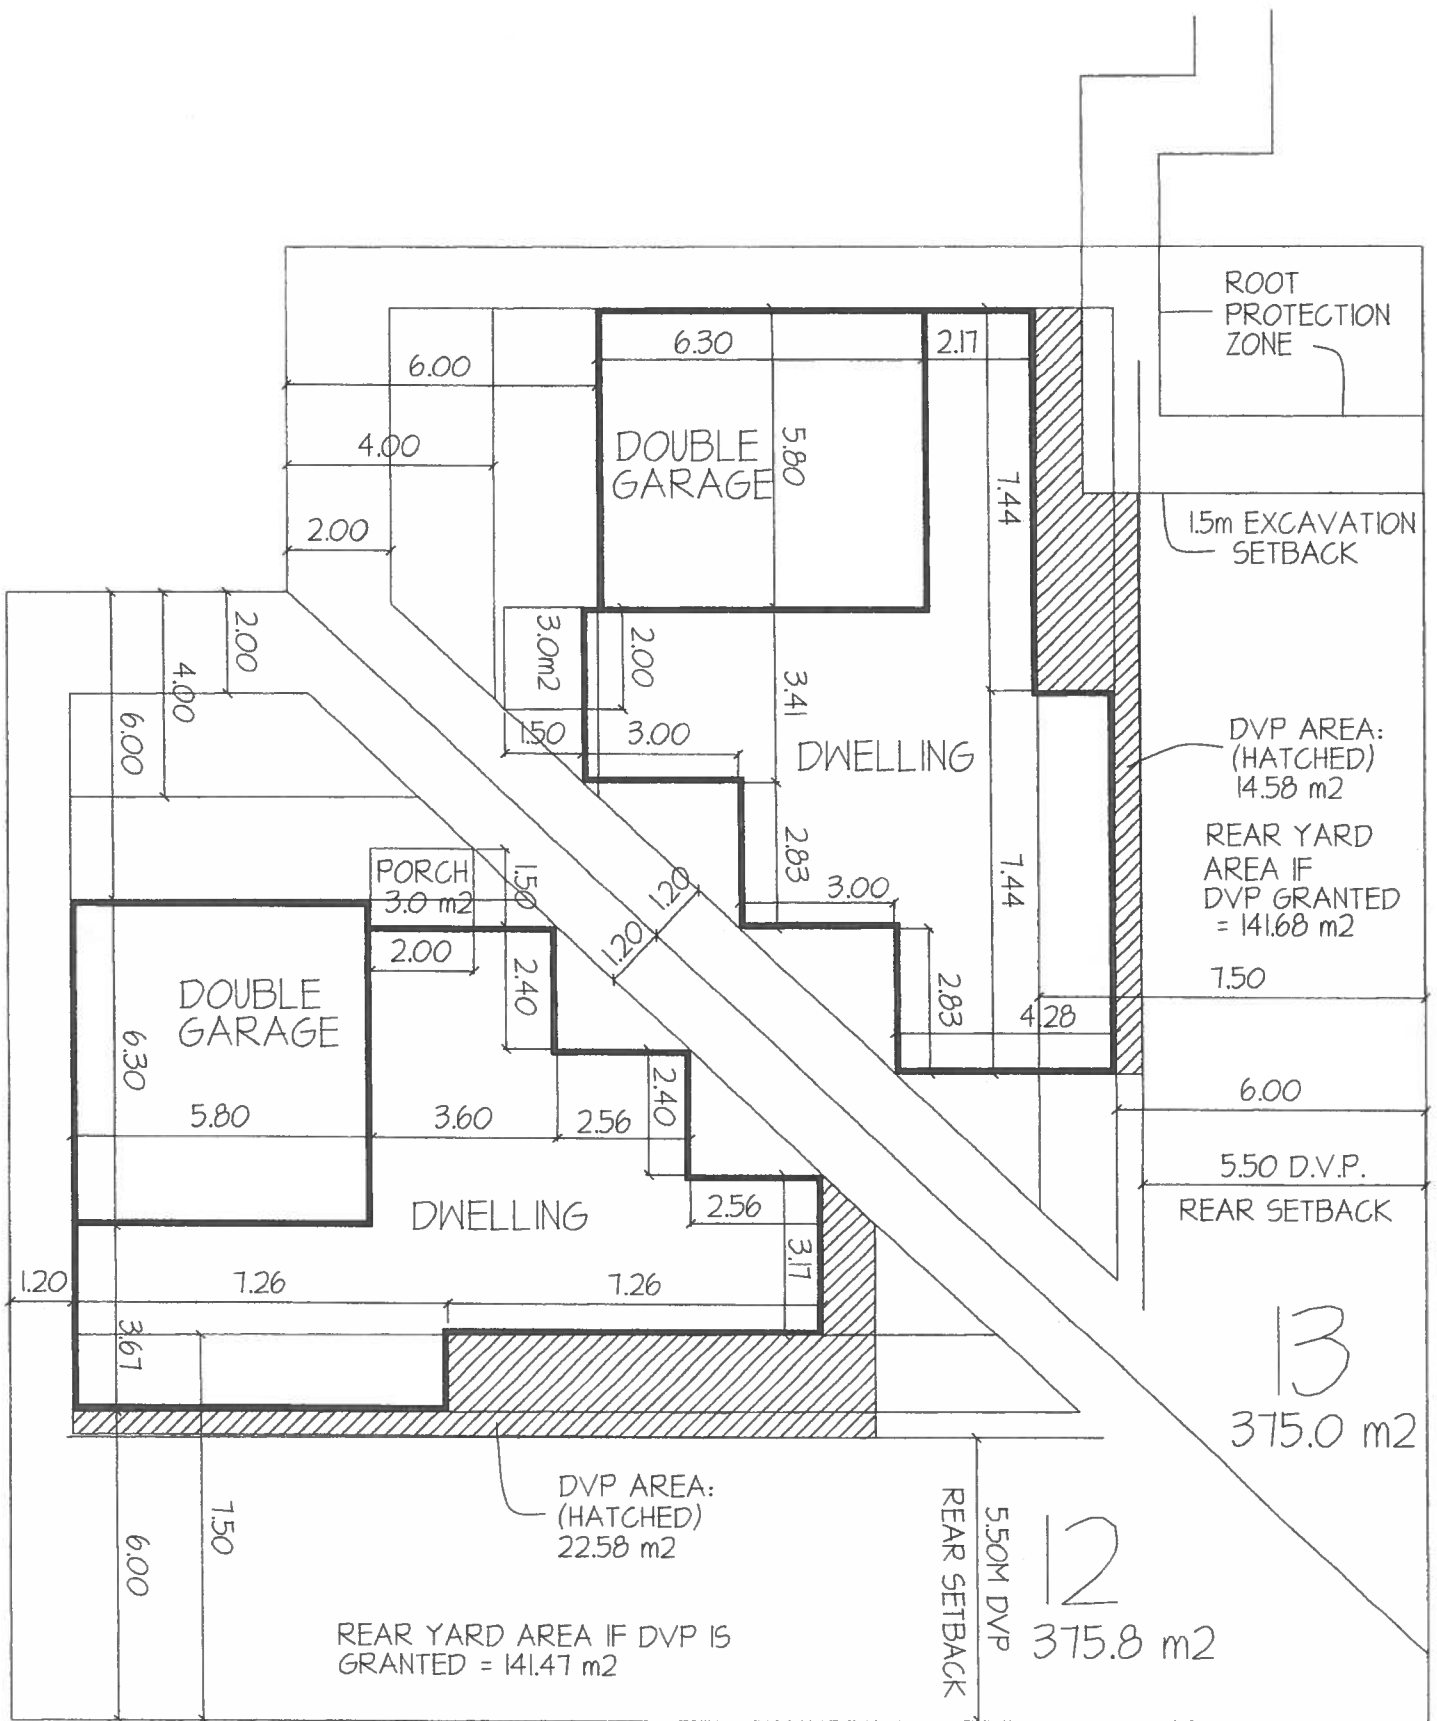 ROOT
PROTECTION
ZONE
6.30
2.17
6.00
4.00
2.00
DOUBLE
GARAGE
5.80
7.44
1.5m EXCAVATION
SETBACK
3.0m2
2.00
3.41
1.50
3.00
DWELLING
DVP AREA:
(HATCHED)
14.58 m2
REAR YARD
AREA IF
DVP GRANTED
= 141.68 m2
7.50
2.83
3.00
7.44
2.83
4.28
6.00
5.50 D.V.P.
REAR SETBACK
13
375.0 m2
2.00
4.00
6.00
PORCH
3.0 m2
1.50
1.20
1.20
2.00
2.40
DOUBLE
GARAGE
6.30
5.80
3.60
2.56
2.40
DWELLING
2.56
3.17
1.20
7.26
7.26
3.67
DVP AREA:
(HATCHED)
22.58 m2
7.50
6.00
5.50M DVP
REAR SETBACK
12
375.8 m2
REAR YARD AREA IF DVP IS
GRANTED = 141.47 m2